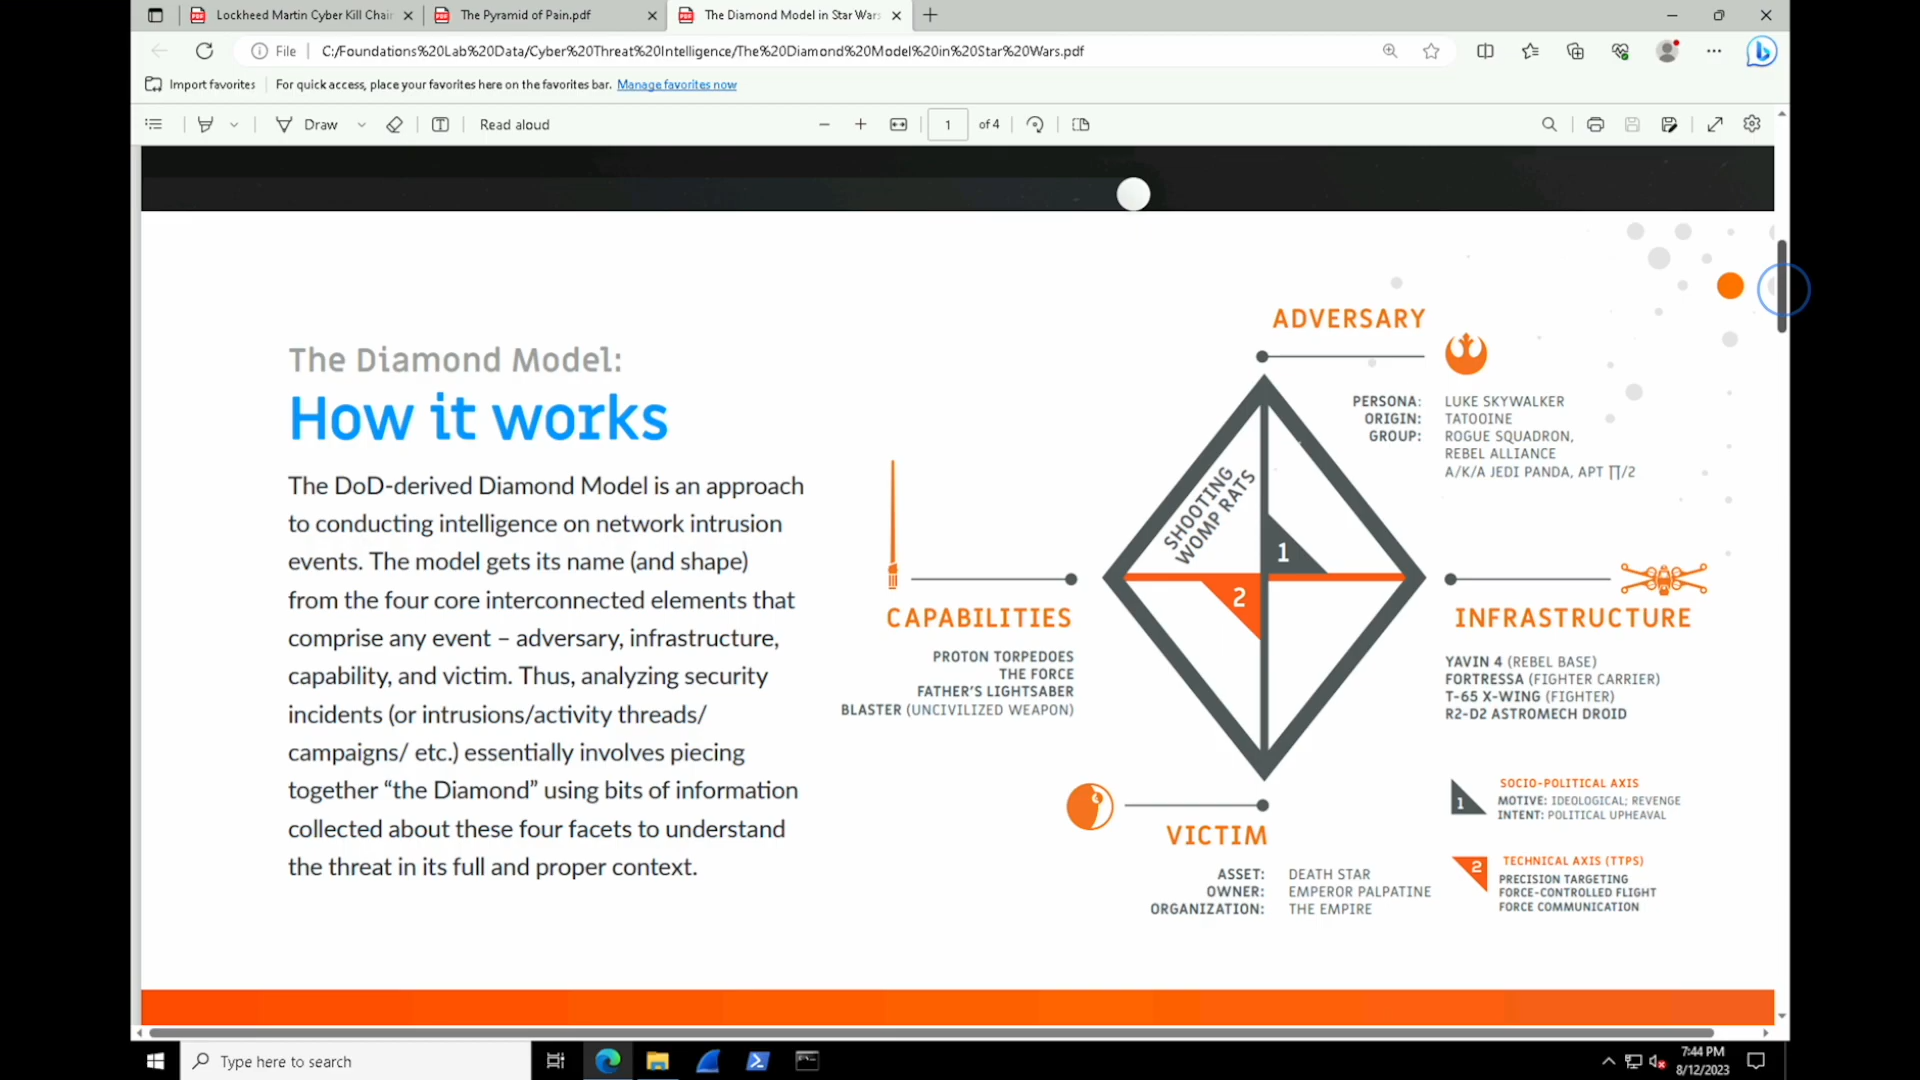 Lockheed Martin Cyber Kill Chain
The Pyramid of Pain.pdf
The Diamond Model in Star Wars
File
C:/Foundations%20Lab%20Data/Cyber%20Threat%20Intelligence/The%20Diamond%20Model%20in%20Star%20Wars.pdf
Import favorites
For quick access, place your favorites here on the favorites bar. Manage favorites now
Draw
Read aloud
1
of 4
The Diamond Model:
How it works
The DoD-derived Diamond Model is an approach
to conducting intelligence on network intrusion
events. The model gets its name (and shape)
from the four core interconnected elements that
comprise any event – adversary, infrastructure,
capability, and victim. Thus, analyzing security
incidents (or intrusions/activity threads/
campaigns/ etc.) essentially involves piecing
together “the Diamond” using bits of information
collected about these four facets to understand
the threat in its full and proper context.
ADVERSARY
PERSONA: LUKE SKYWALKER
ORIGIN: TATOOINE
GROUP: ROGUE SQUADRON,
REBEL ALLIANCE
A/K/A JEDI PANDA, APT ∏/2
SHOOTING
WOMP RATS
1
2
CAPABILITIES
PROTON TORPEDOES
THE FORCE
FATHER'S LIGHTSABER
BLASTER (UNCIVILIZED WEAPON)
INFRASTRUCTURE
YAVIN 4 (REBEL BASE)
FORTRESSA (FIGHTER CARRIER)
T-65 X-WING (FIGHTER)
R2-D2 ASTROMECH DROID
VICTIM
ASSET: DEATH STAR
OWNER: EMPEROR PALPATINE
ORGANIZATION: THE EMPIRE
1
SOCIO-POLITICAL AXIS
MOTIVE: IDEOLOGICAL; REVENGE
INTENT: POLITICAL UPHEAVAL
2
TECHNICAL AXIS (TTPS)
PRECISION TARGETING
FORCE-CONTROLLED FLIGHT
FORCE COMMUNICATION
Type here to search
7:44 PM
8/12/2023